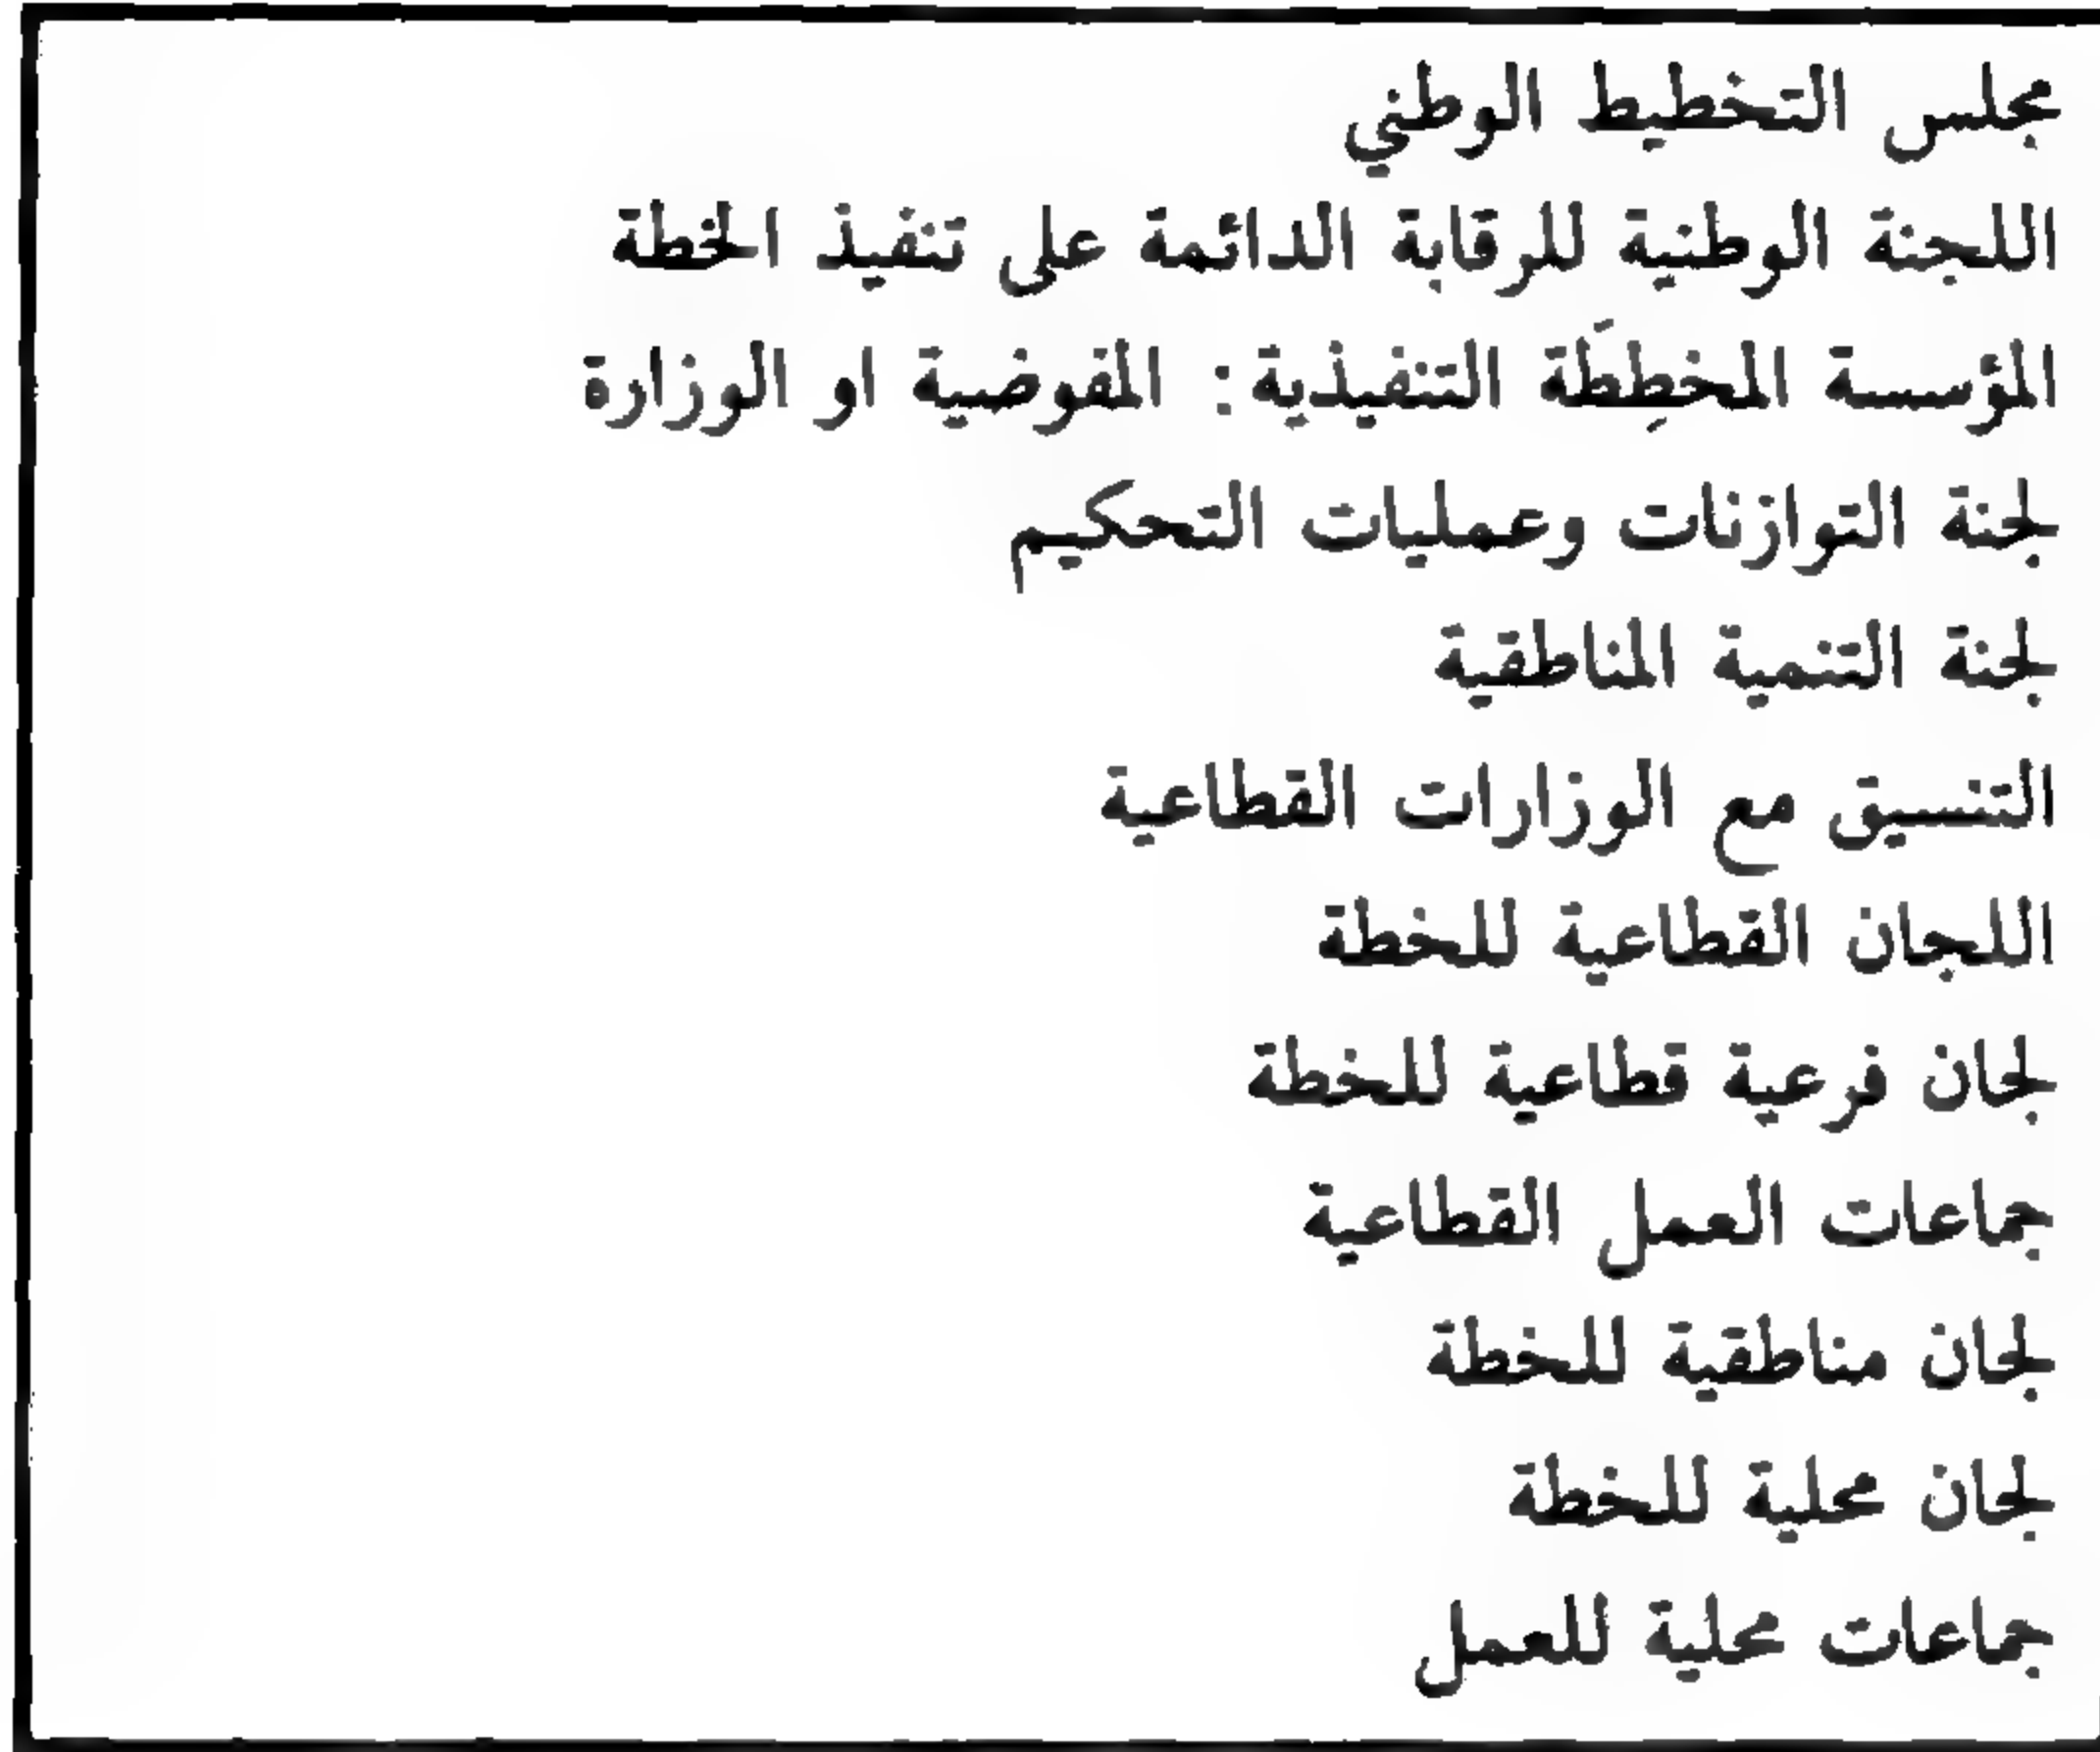 مجلس التخطيط الوطني
اللجنة الوطنية للرقابة الدائمة على تنفيذ الخطة
المؤسسة المخطِطَة التنفيذية: المفوضية او الوزارة
لجنة التوازنات وعمليات التحكيم
لجنة التنمية المناطقية
التنسيق مع الوزارات القطاعية
اللجان القطاعية للخطة
لجان فرعية قطاعية للخطة
جماعات العمل القطاعية
لجان مناطقية للخطة
لجان محلية للخطة
جماعات محلية للعمل